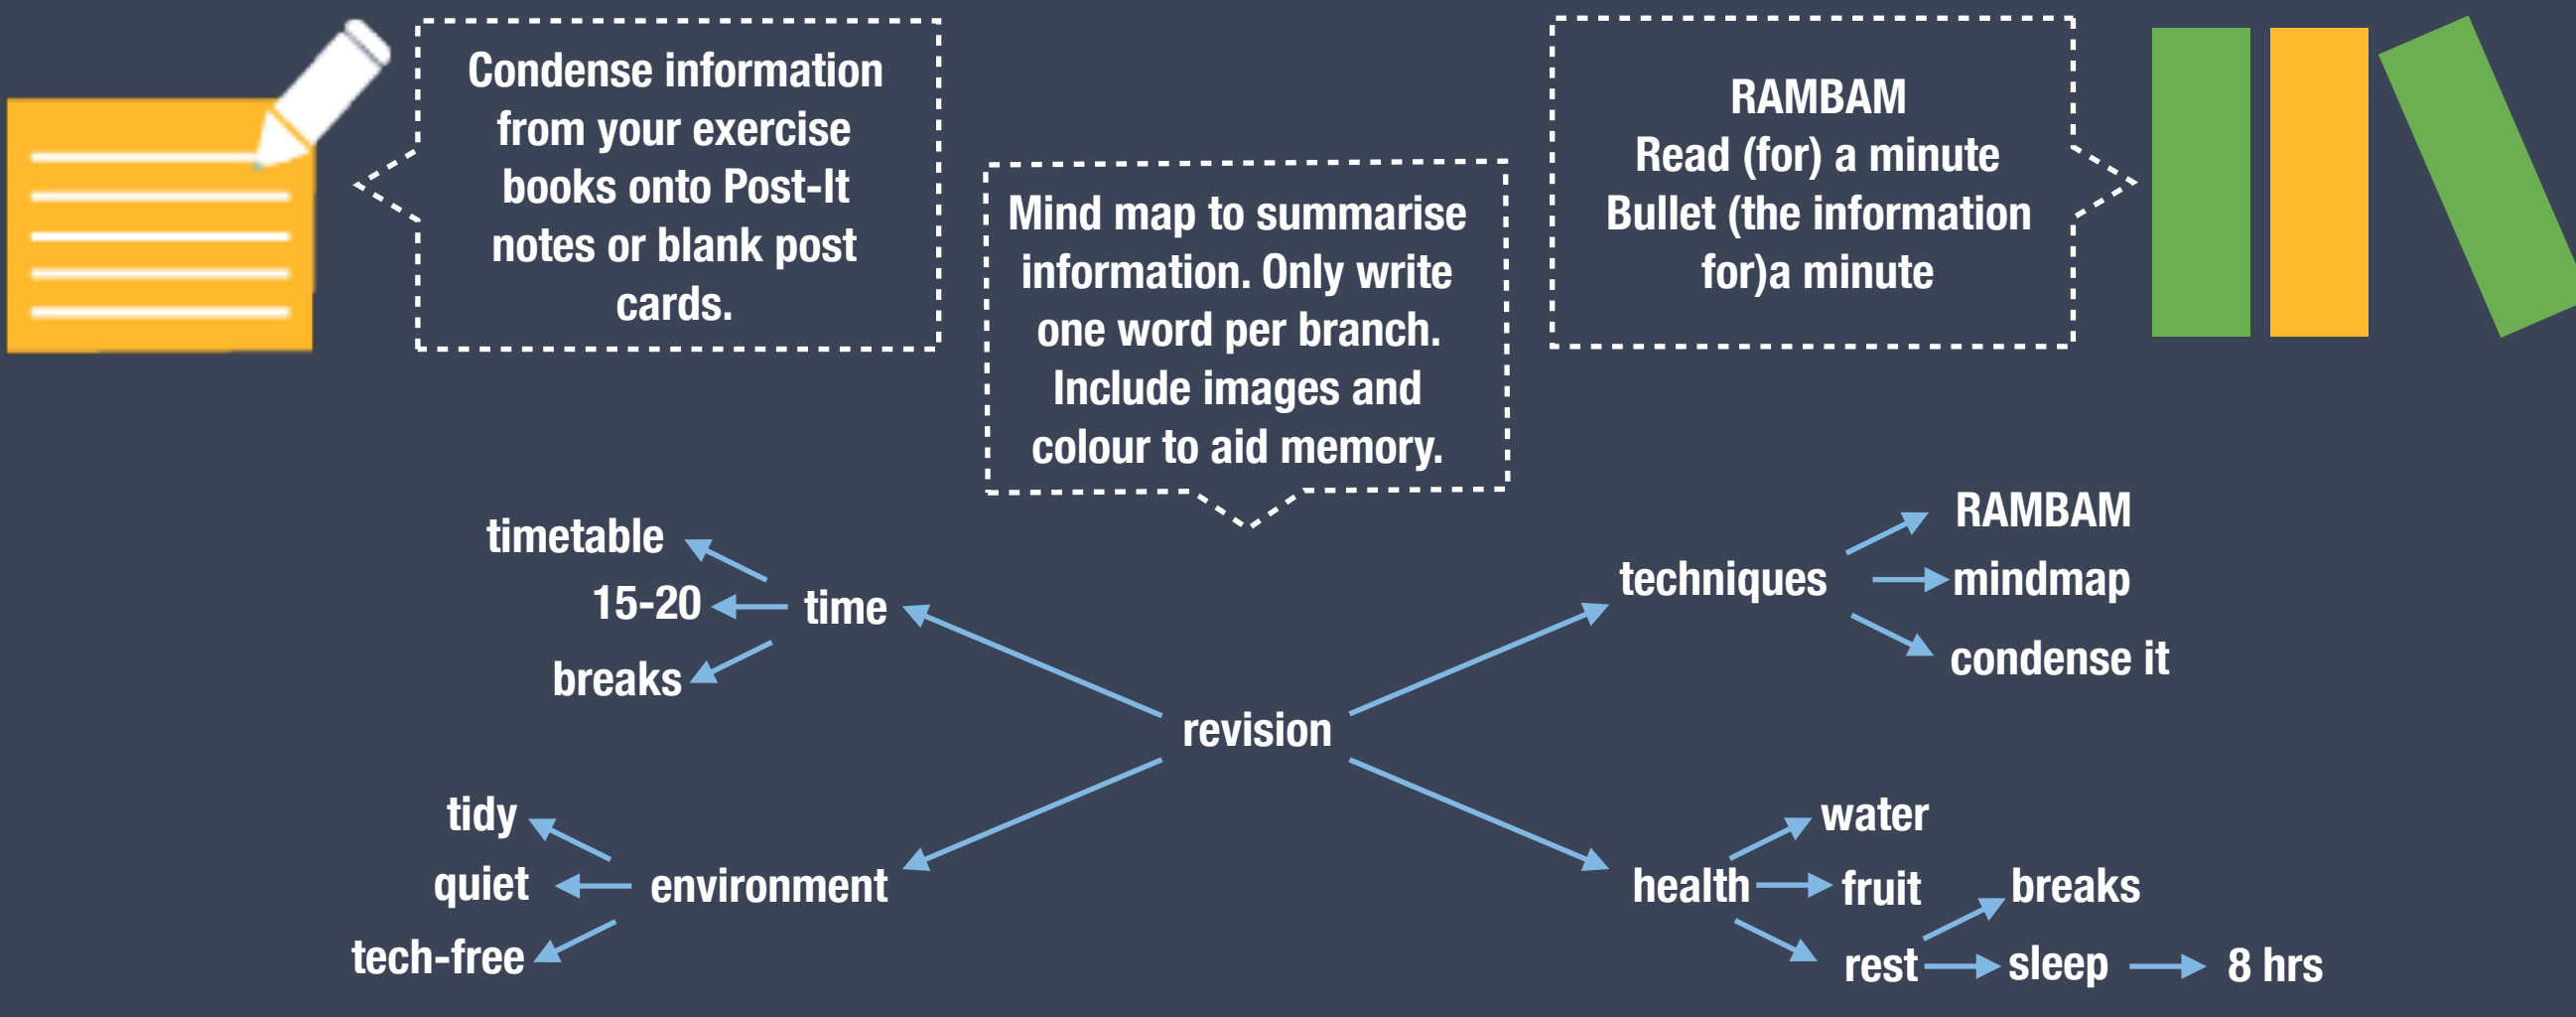 Condense information
from your exercise
books onto Post-It
notes or blank post
cards.
Mind map to summarise
information. Only write
one word per branch.
Include images and
colour to aid memory.
RAMBAM
Read (for) a minute
Bullet (the information
for)a minute
revision
time
timetable
15-20
breaks
techniques
RAMBAM
mindmap
condense it
environment
tidy
quiet
tech-free
health
water
fruit
rest
breaks
sleep
8 hrs